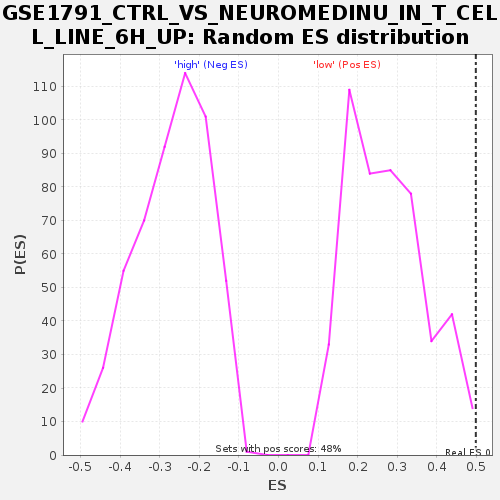 GSE1791_CTRL_VS_NEUROMEDINU_IN_T_CEL
L_LINE_6H_UP: Random ES distribution
'high' (Neg ES)
'low' (Pos ES)
110
100
90
80
70
60
50
40
30
20
10
0
P(ES)
Sets with pos scores: 48%
Real ES 0
-0.5 -0.4 -0.3 -0.2 -0.1 0.0 0.1 0.2 0.3 0.4 0.5
ES